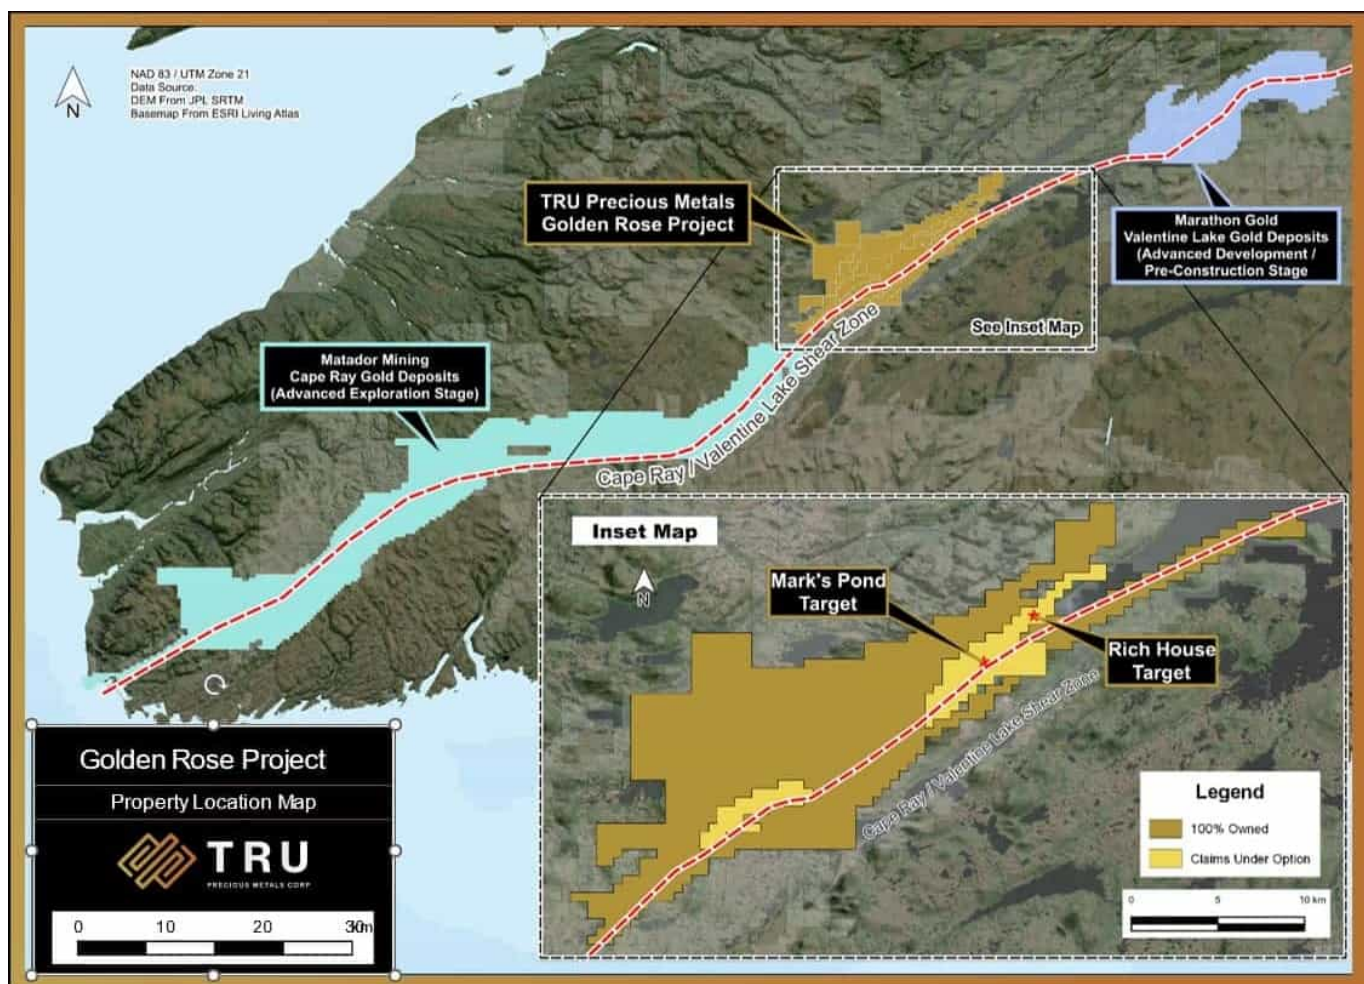 NAD 83 / UTM Zone 21
Data Source.
DEM From JPL SRTM
Basemap From ESRI Living Atlas
N
TRU Precious Metals
Golden Rose Project
Marathon Gold
Valentine Lake Gold Deposits
(Advanced Development /
Pre-Construction Stage
See Inset Map
Matador Mining
Cape Ray Gold Deposits
(Advanced Exploration Stage)
Cape Ray / Valentine Lake Shear Zone
Inset Map
N
Mark's Pond
Target
Rich House
Target
Cape Ray / Valentine Lake Shear Zone
Legend
100% Owned
Claims Under Option
0 5 10 km
Golden Rose Project
Property Location Map
TRU
PRECIOUS METALS CORP
0 10 20 30 km